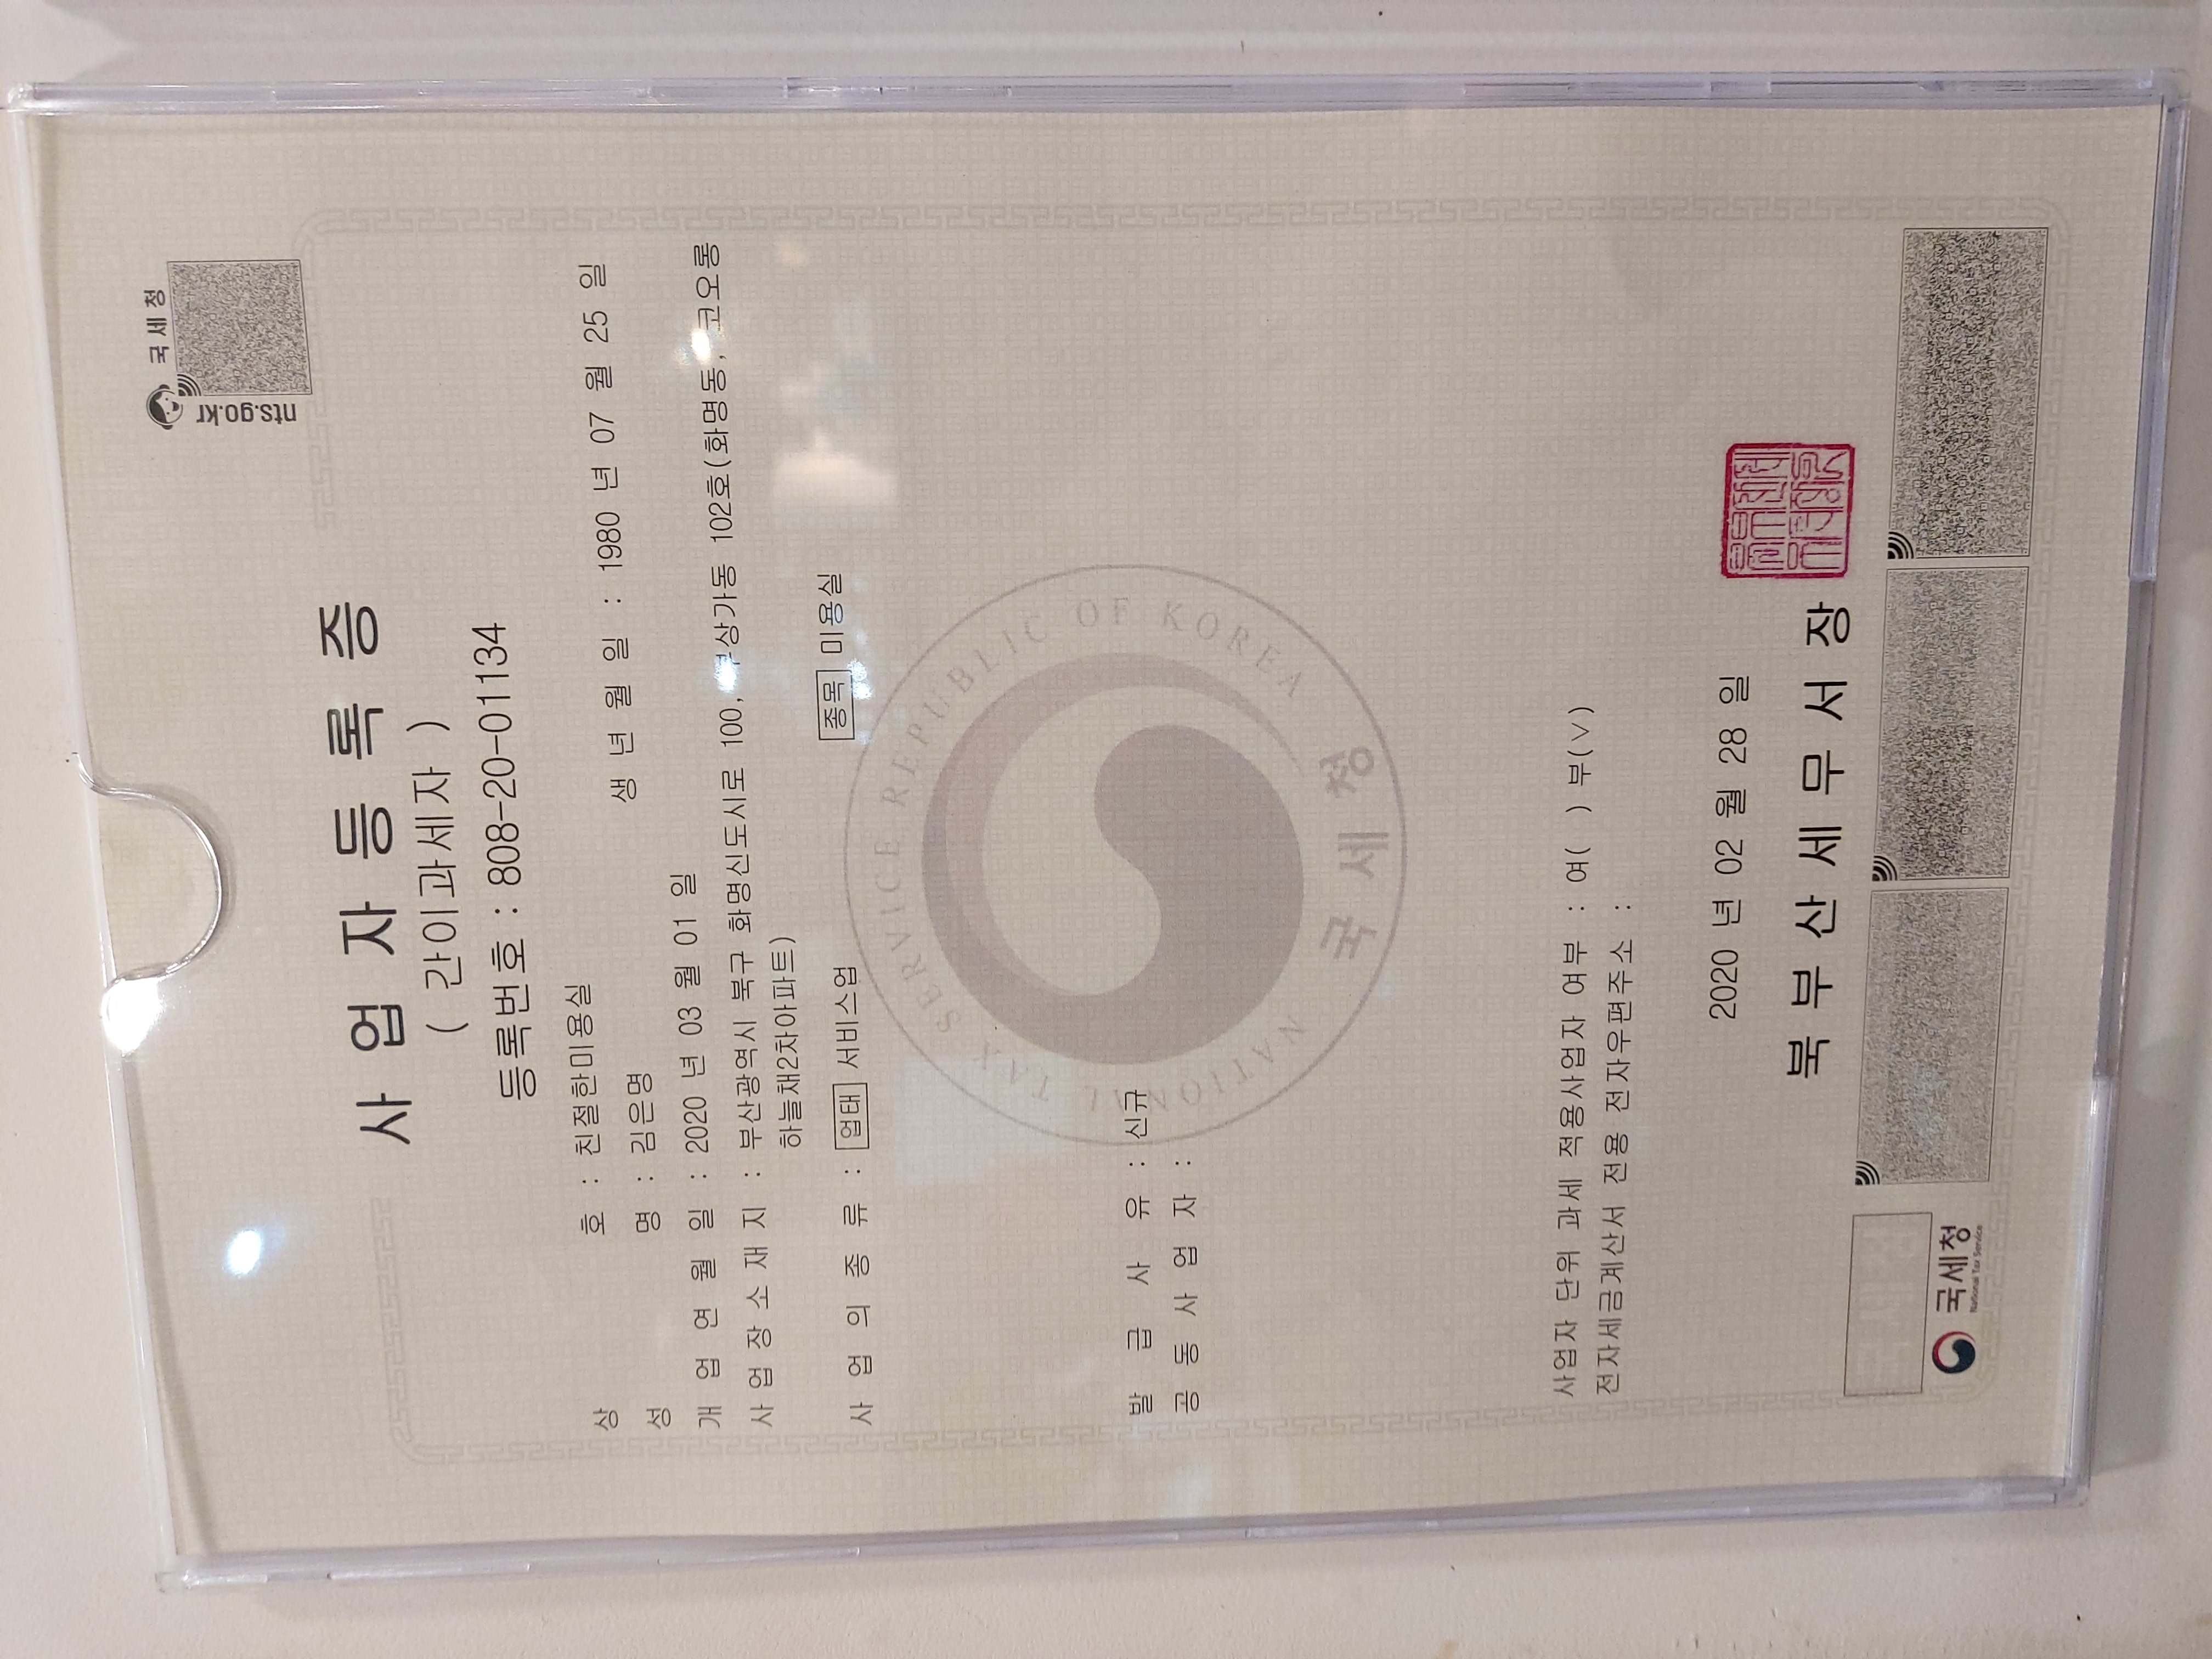 국세청
nts.go.kr
사업자등록증
( 간이과세자 )
등록번호 : 808-20-01134
상 호 : 친절한미용실
성 명 : 김은명 생 년 월 일 : 1980 년 07 월 25 일
개 업 연 월 일 : 2020 년 03 월 01 일
사 업 장 소 재 지 : 부산광역시 북구 화명신도시로 100, 상가동 102호(화명동, 코오롱
하늘채2차아파트)
사 업 의 종 류 : 업태 서비스업 종목 미용실
NATIONAL TAX SERVICE REPUBLIC OF KOREA
국세청
발 급 사 유 : 신규
공 동 사 업 자 :
사업자 단위 과세 적용사업자 여부 : 여( ) 부(∨)
전자세금계산서 전용 전자우편주소 :
2020 년 02 월 28 일
북부산세무서장
국세청
National Tax Service